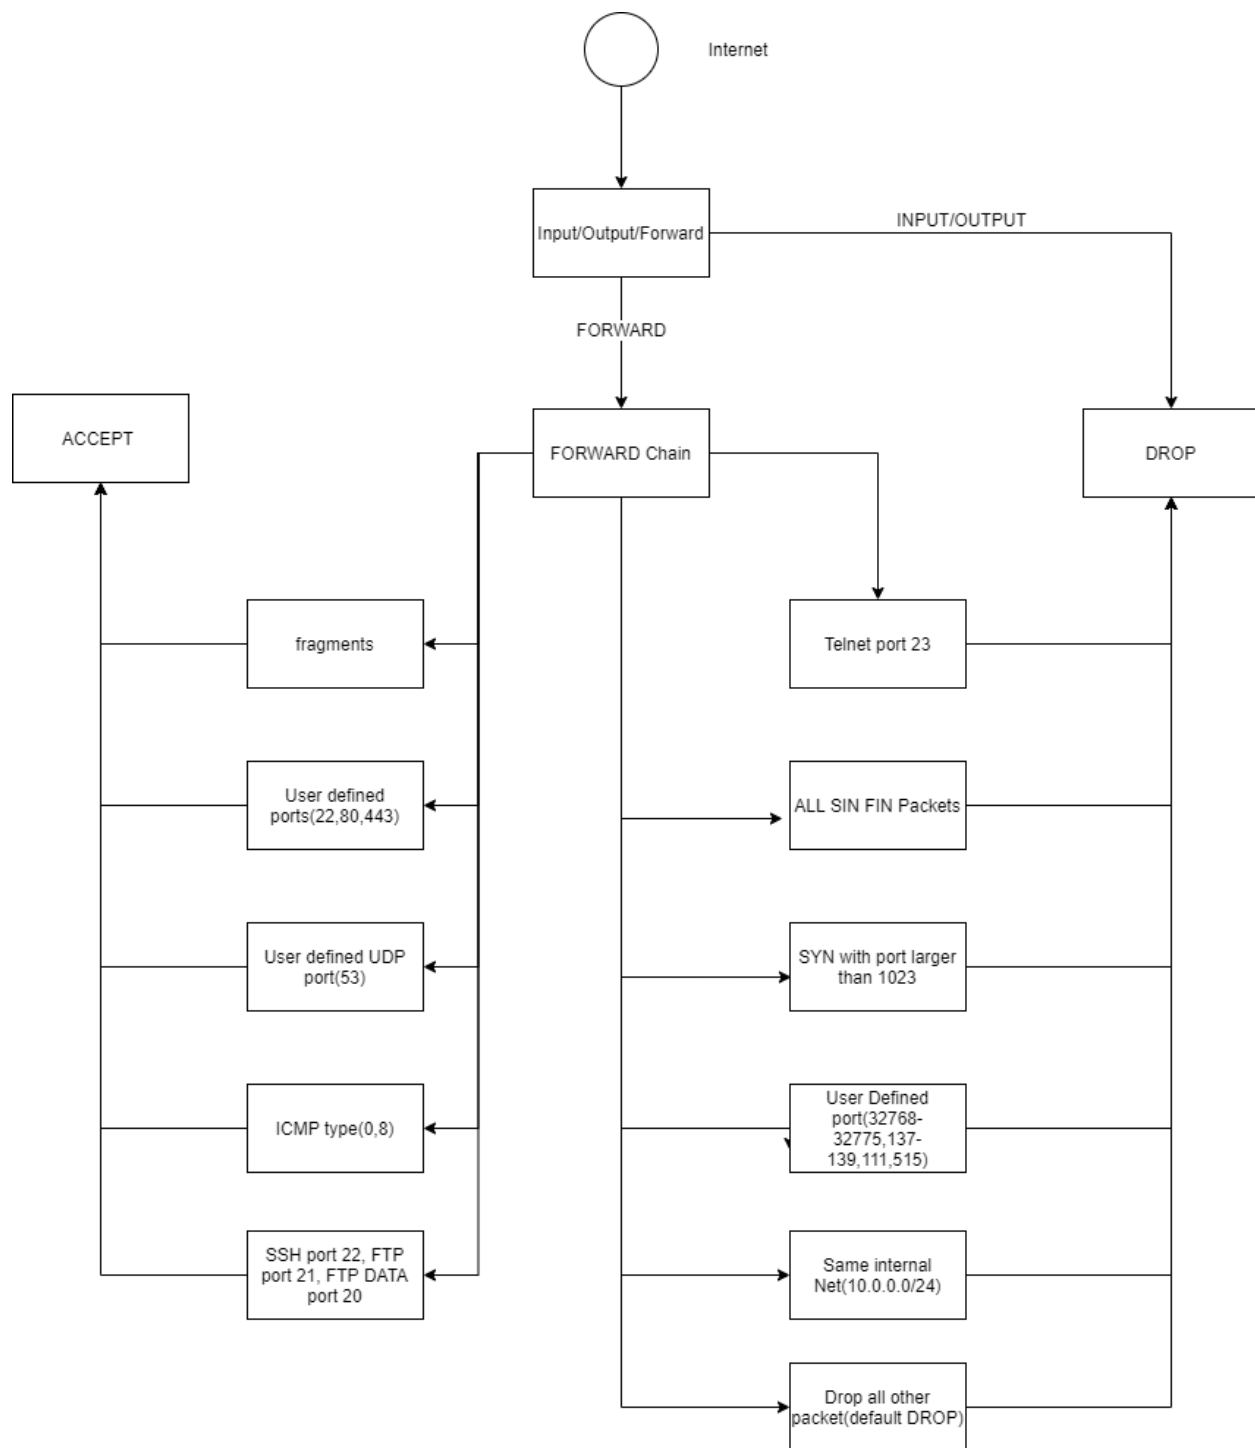 Internet
Input/Output/Forward
INPUT/OUTPUT
FORWARD
ACCEPT
FORWARD Chain
DROP
fragments
Telnet port 23
User defined
ports(22,80,443)
ALL SIN FIN Packets
User defined UDP
port(53)
SYN with port larger
than 1023
ICMP type(0,8)
User Defined
port(32768-
32775,137-
139,111,515)
SSH port 22, FTP
port 21, FTP DATA
port 20
Same internal
Net(10.0.0.0/24)
Drop all other
packet(default DROP)